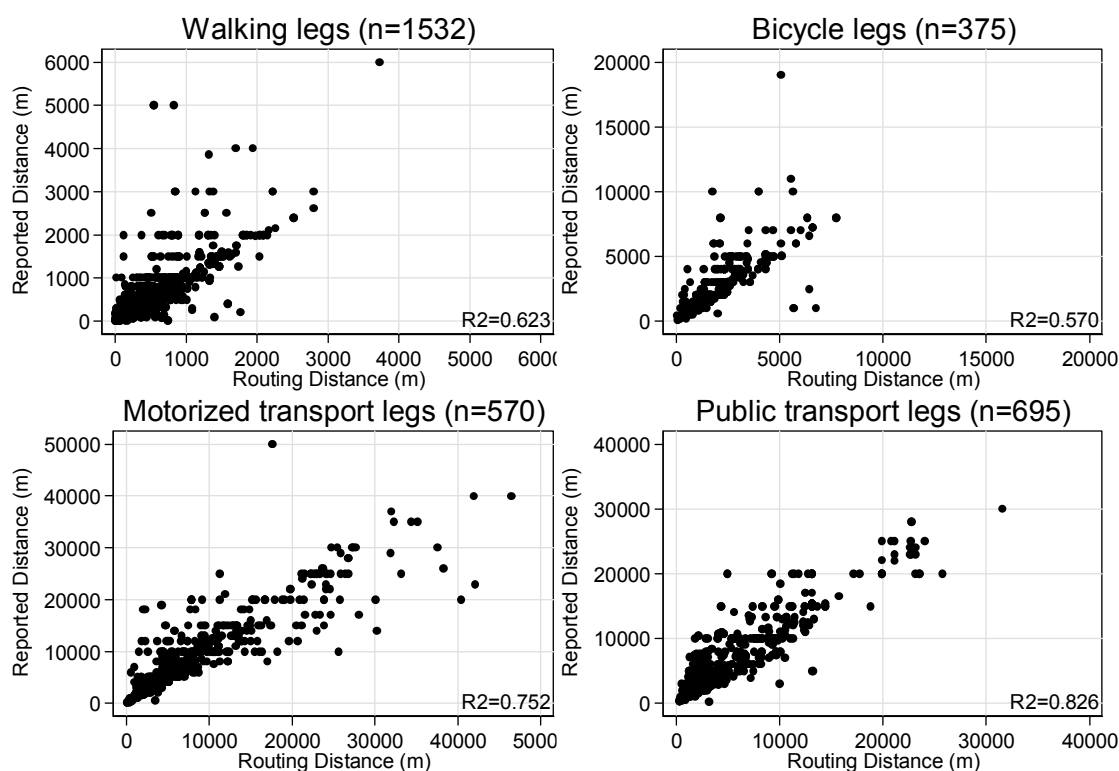 Walking legs (n=1532)
6000
5000
4000
3000
2000
1000
0
Reported Distance (m)
R2=0.623
0 1000 2000 3000 4000 5000 600
Routing Distance (m)
Bicycle legs (n=375)
20000
15000
10000
5000
0
Reported Distance (m)
R2=0.570
0 5000 10000 15000 20000
Routing Distance (m)
Motorized transport legs (n=570)
50000
40000
30000
20000
10000
0
Reported Distance (m)
R2=0.752
0 10000 20000 30000 40000 5000
Routing Distance (m)
Public transport legs (n=695)
40000
30000
20000
10000
0
Reported Distance (m)
R2=0.826
0 10000 20000 30000 40000
Routing Distance (m)